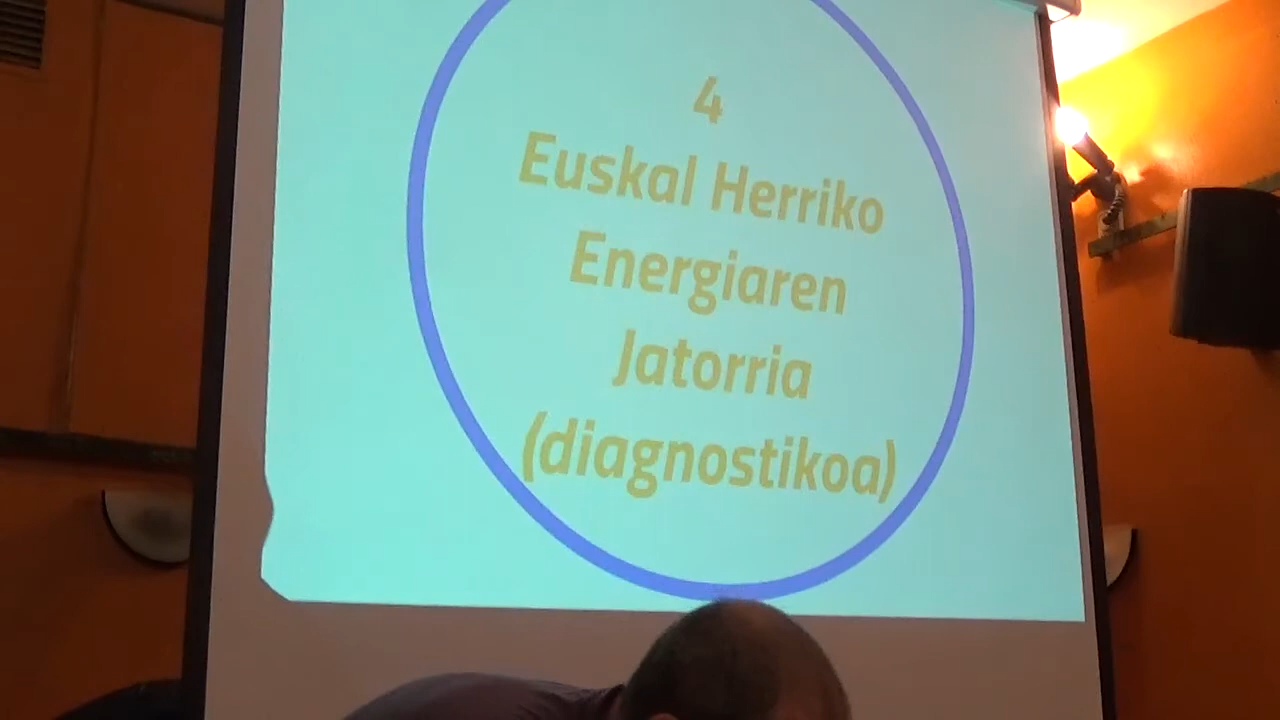 4
Euskal Herriko
Energiaren
Jatorria
(diagnostikoa)